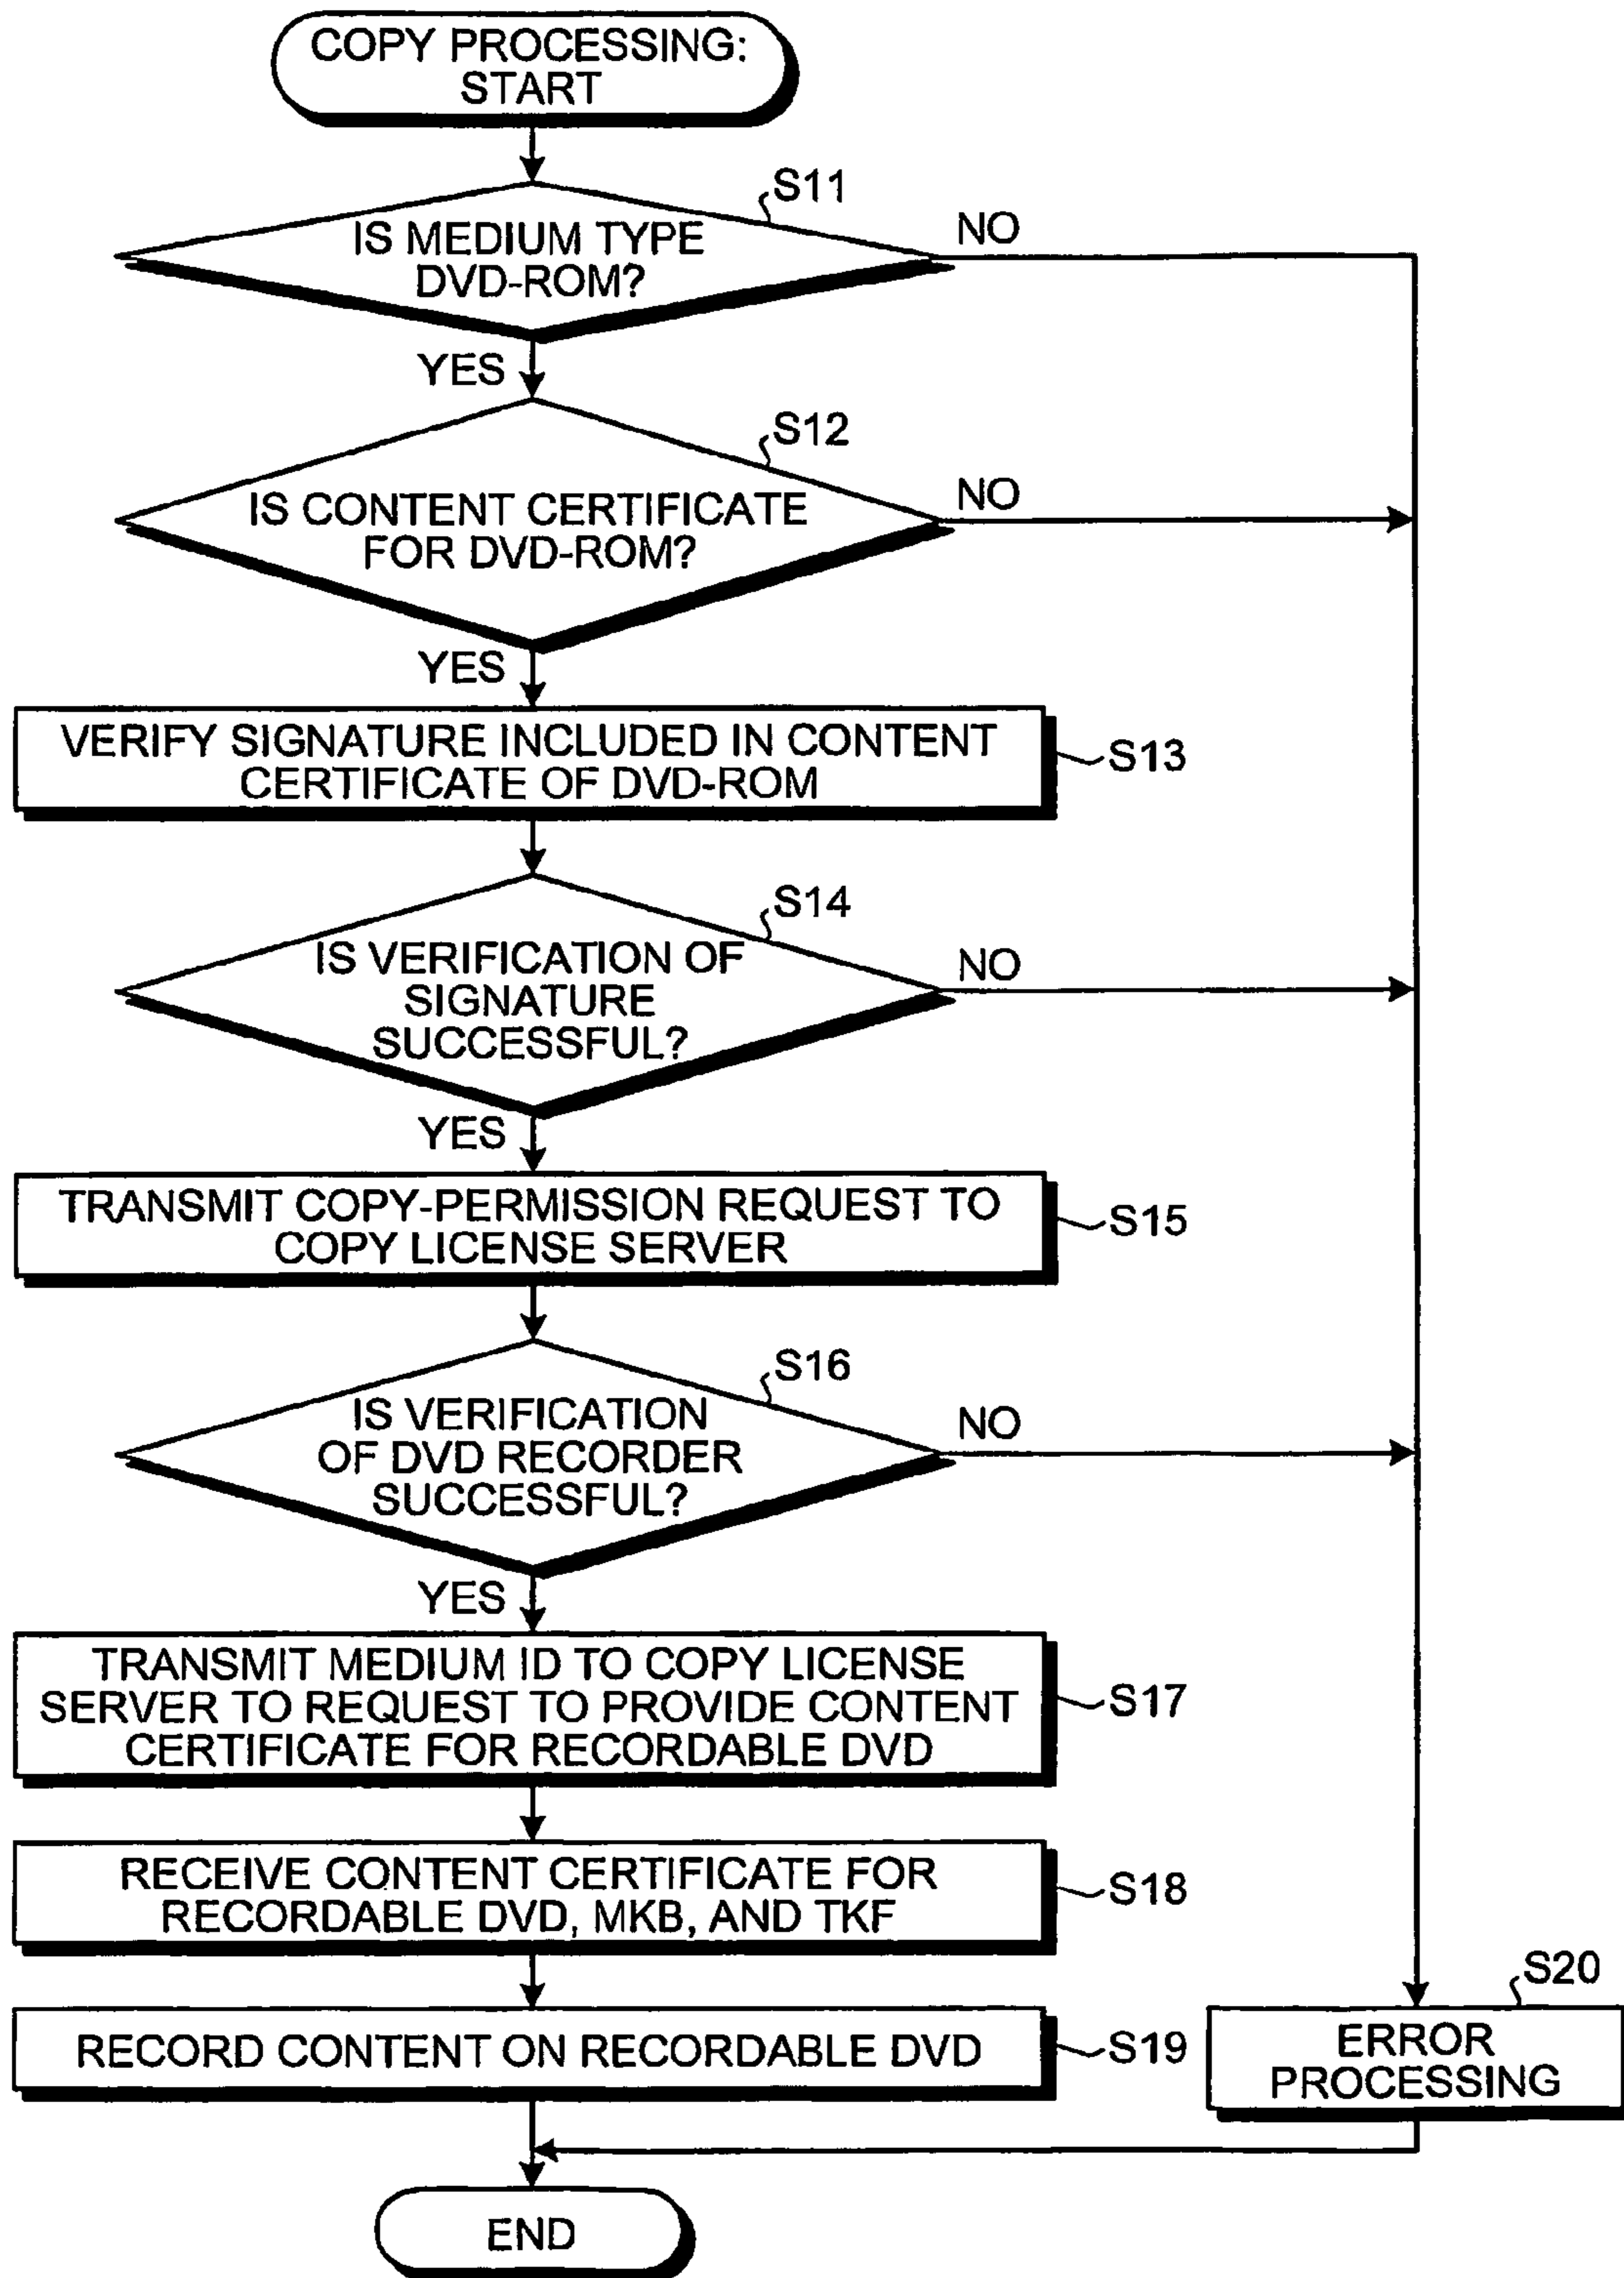 COPY PROCESSING:
START
S11
IS MEDIUM TYPE
DVD-ROM?
NO
YES
S12
IS CONTENT CERTIFICATE
FOR DVD-ROM?
NO
YES
VERIFY SIGNATURE INCLUDED IN CONTENT
CERTIFICATE OF DVD-ROM
S13
S14
IS VERIFICATION OF
SIGNATURE
SUCCESSFUL?
NO
YES
TRANSMIT COPY-PERMISSION REQUEST TO
COPY LICENSE SERVER
S15
S16
IS VERIFICATION
OF DVD RECORDER
SUCCESSFUL?
NO
YES
TRANSMIT MEDIUM ID TO COPY LICENSE
SERVER TO REQUEST TO PROVIDE CONTENT
CERTIFICATE FOR RECORDABLE DVD
S17
RECEIVE CONTENT CERTIFICATE FOR
RECORDABLE DVD, MKB, AND TKF
S18
RECORD CONTENT ON RECORDABLE DVD
S19
S20
ERROR
PROCESSING
END